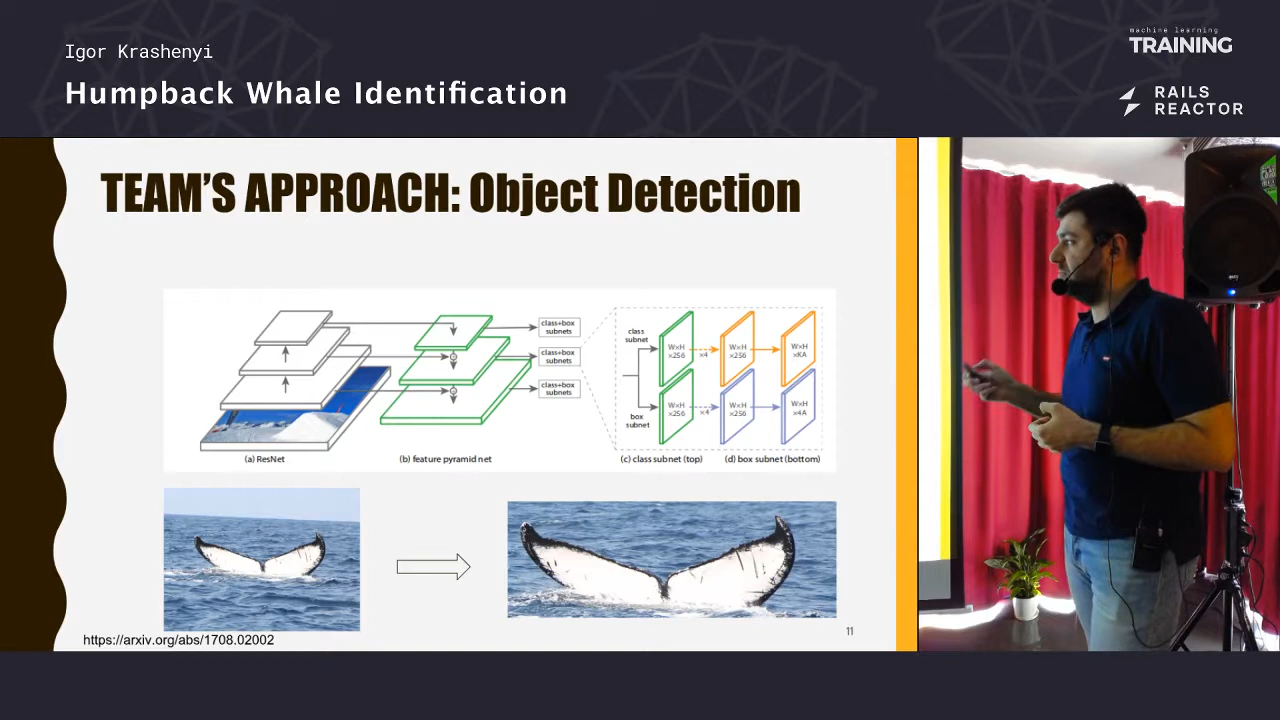 Igor Krashenyi
Humpback Whale Identification
machine learning
TRAINING
RAILS
REACTOR
TEAM'S APPROACH: Object Detection
class+box
subnets
class+box
subnets
class+box
subnets
class
subnet
W×H
×256
×4
W×H
×256
W×H
×KA
box
subnet
W×H
×256
×4
W×H
×256
W×H
×4A
(a) ResNet
(b) feature pyramid net
(c) class subnet (top)
(d) box subnet (bottom)
https://arxiv.org/abs/1708.02002
11